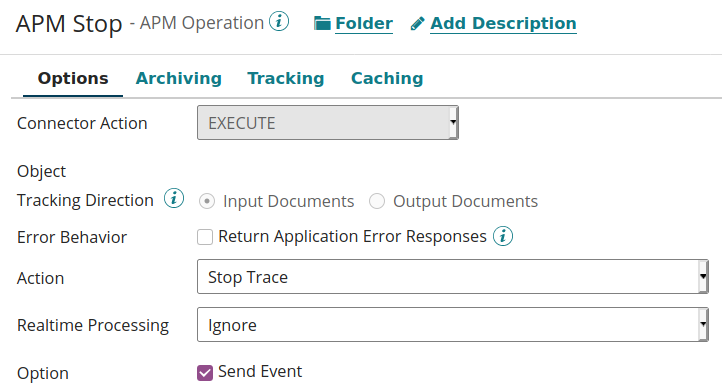 APM Stop - APM Operation i Folder Add Description
Options Archiving Tracking Caching
Connector Action EXECUTE
Object
Tracking Direction i Input Documents Output Documents
Error Behavior Return Application Error Responses i
Action Stop Trace
Realtime Processing Ignore
Option Send Event